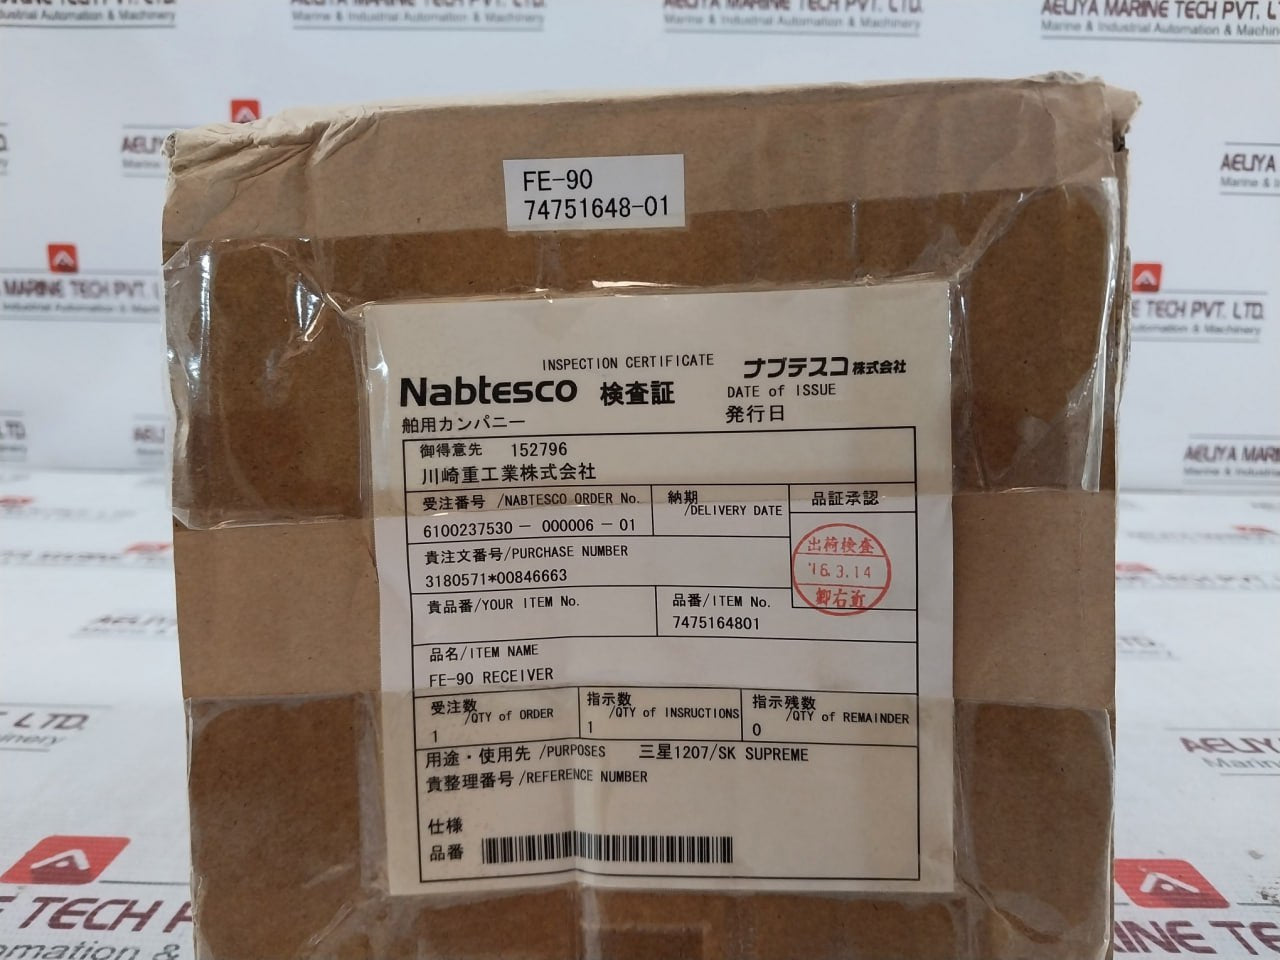 AELIYA MARINE TECH PVT. LTD.
Marine & Industrial Automation & Machinery
FE-90
74751648-01
INSPECTION CERTIFICATE
ナブテスコ株式会社
Nabtesco 検査証
DATE of ISSUE
発行日
舶用カンパニー
御得意先 152796
川崎重工業株式会社
受注番号 /NABTESCO ORDER No.
納期
/DELIVERY DATE
品証承認
6100237530 - 000006 - 01
出荷検査
'16.3.14
貴注文番号/PURCHASE NUMBER
3180571*00846663
貴品番/YOUR ITEM No.
品番/ITEM No.
7475164801
品名/ITEM NAME
FE-90 RECEIVER
受注数
/QTY of ORDER
1
指示数
/QTY of INSRUCTIONS
1
指示残数
/QTY of REMAINDER
0
用途・使用先 /PURPOSES 三星1207/SK SUPREME
貴整理番号/REFERENCE NUMBER
仕様
品番